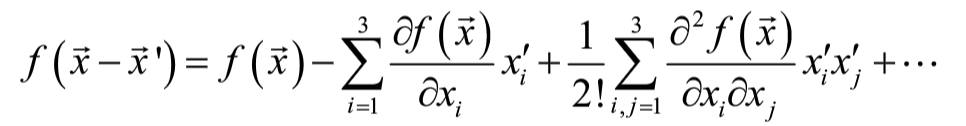 f(x⃗ − x⃗') = f(x⃗) − ∑_{i=1}^{3} ∂f(x⃗)/∂x_i x'_i + 1/2! ∑_{i,j=1}^{3} ∂²f(x⃗)/∂x_i∂x_j x'_i x'_j + ⋯